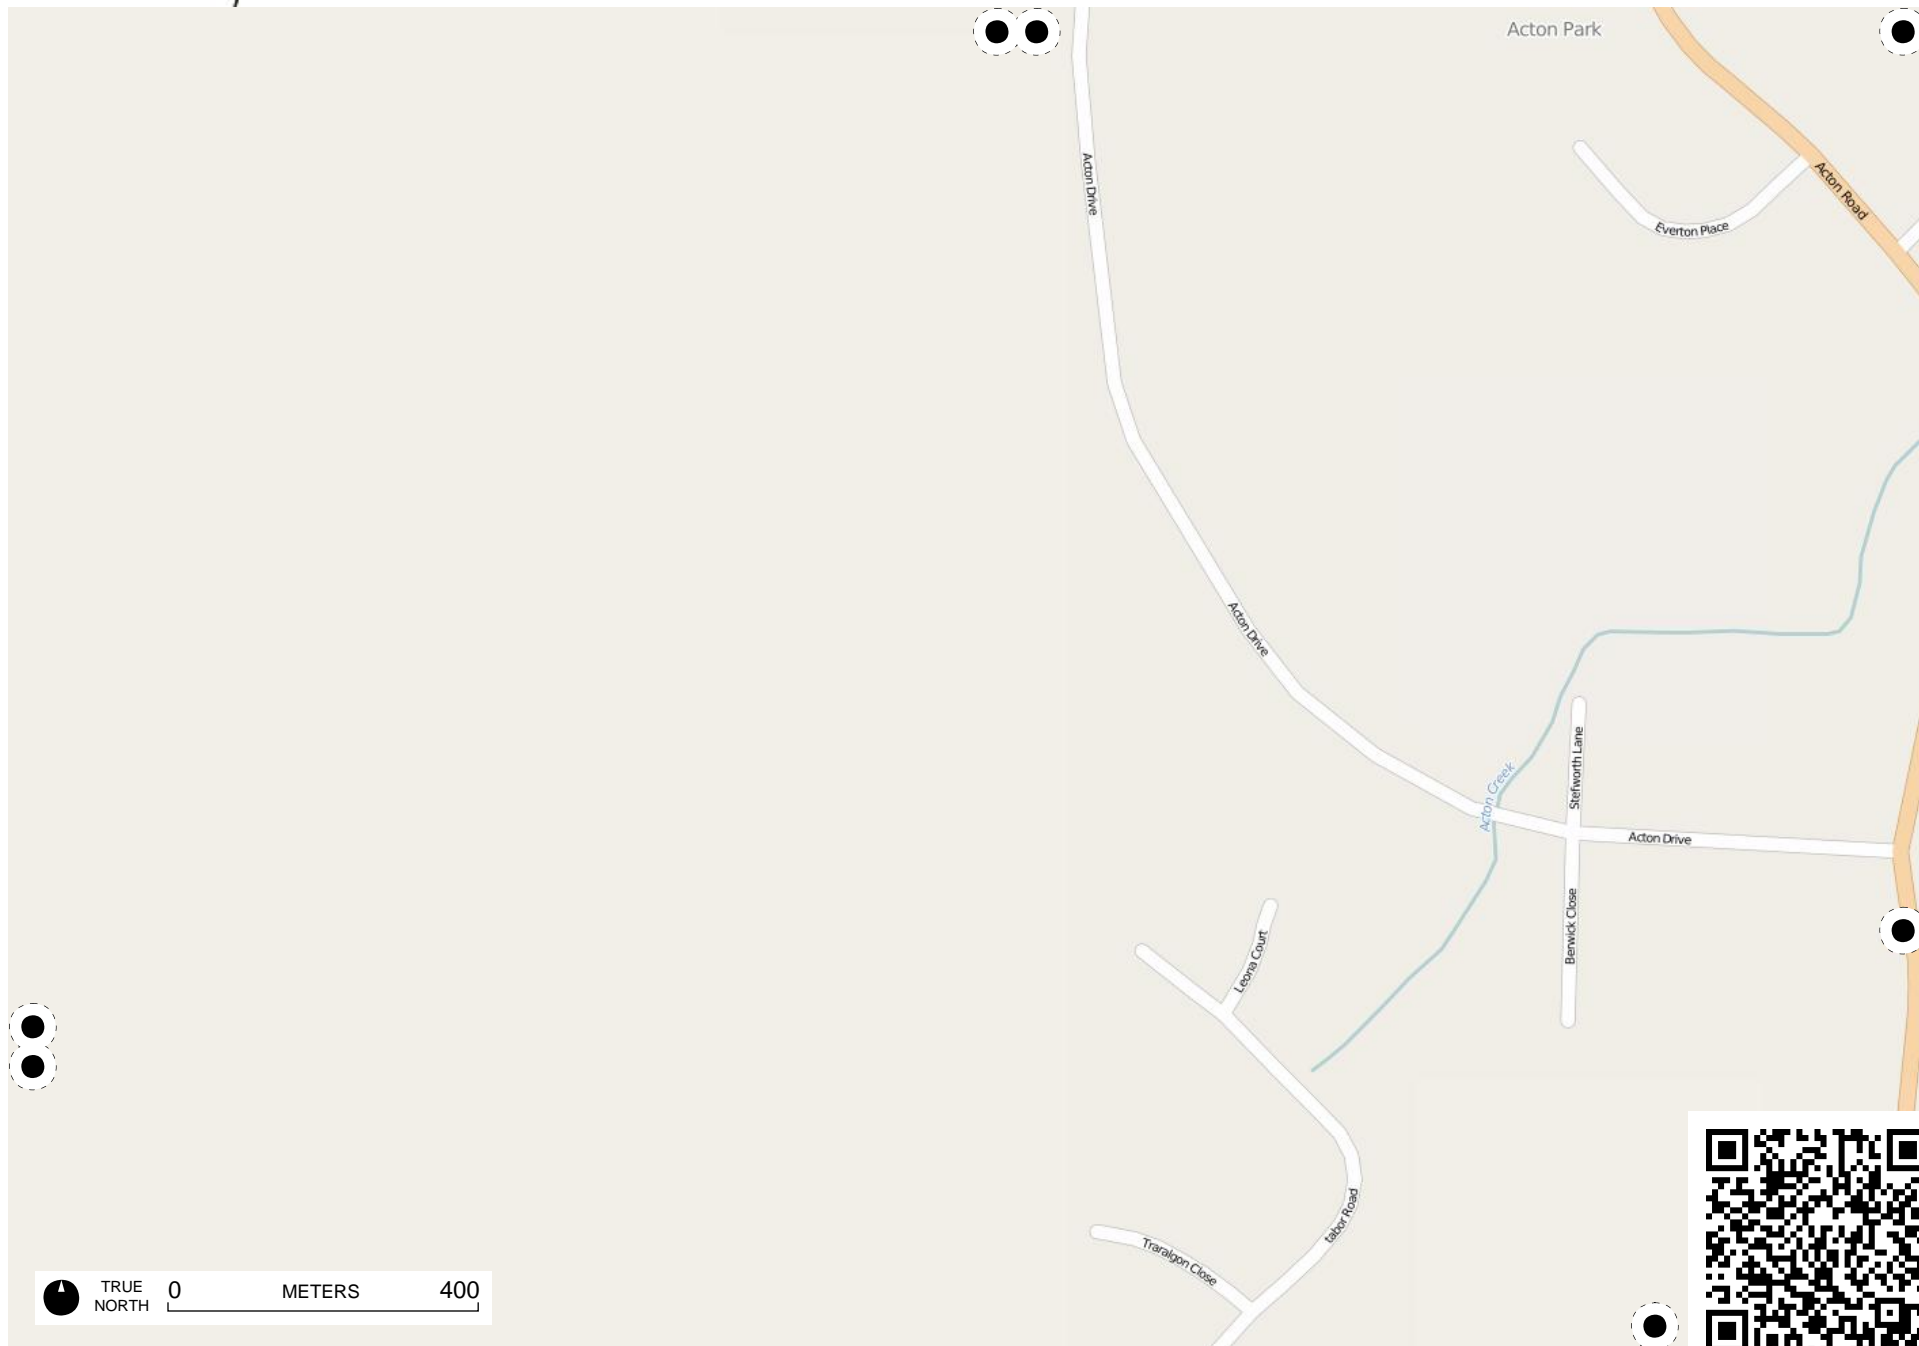 Acton Park
Acton Drive
Acton Road
Everton Place
Acton Drive
Stefworth Lane
Acton Creek
Acton Drive
Berwick Close
Leona Court
tabor Road
Traralgon Close
TRUE
NORTH
0 METERS 400